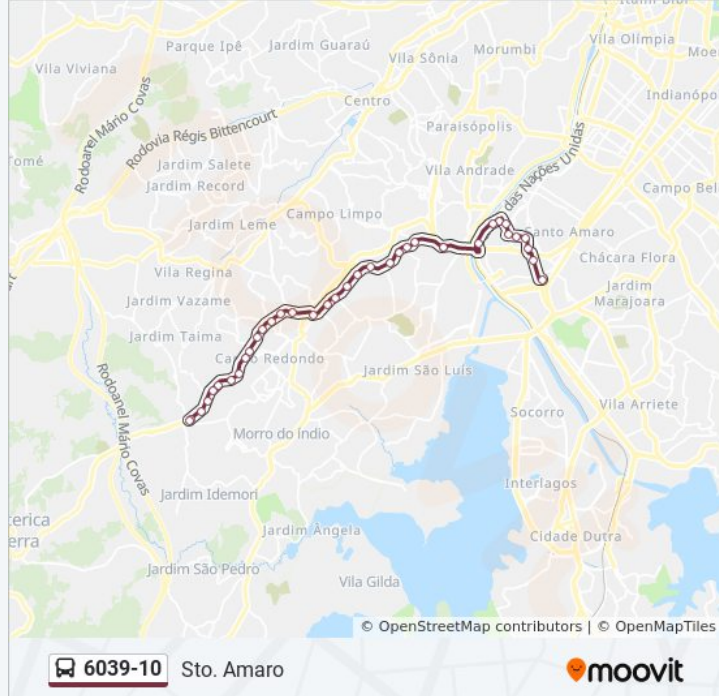 Itaim Bibi
Parque Ipê
Jardim Guaraú
Vila Olímpia
Vila Viviana
Vila Sônia
Morumbi
Moe
Centro
Indianópo
Rodoanel Mário Covas
Rodovia Régis Bittencourt
Paraisópolis
das Nações Unidas
Tomé
Jardim Salete
Jardim Record
Vila Andrade
Campo Bel
Jardim Leme
Campo Limpo
Santo Amaro
Chácara Flora
Vila Regina
Jardim Marajoara
Jardim Vazame
Jardim Taima
Campo Redondo
Jardim São Luís
Rodoanel Mário Covas
Socorro
Vila Arriete
Morro do Índio
Interlagos
Jardim Idemori
terica
erra
Jardim Ângela
Cidade Dutra
Jardim São Pedro
Vila Gilda
© OpenStreetMap contributors | © OpenMapTiles
6039-10 Sto. Amaro
moovit